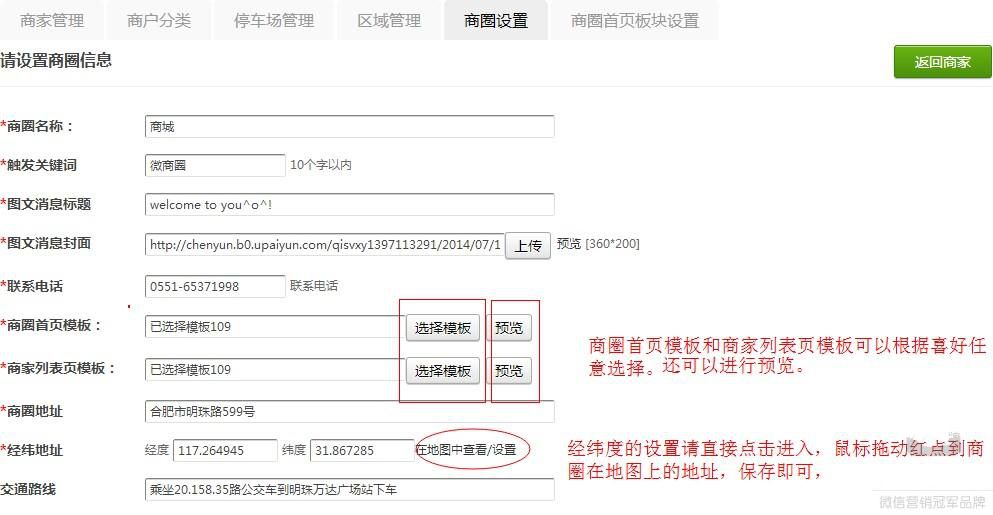 商家管理 商户分类 停车场管理 区域管理 商圈设置 商圈首页板块设置
请设置商圈信息 返回商家
*商圈名称： 商城
*触发关键词 微商圈 10个字以内
*图文消息标题 welcome to you^o^!
*图文消息封面 http://chenyun.b0.upaiyun.com/qisvxy1397113291/2014/07/1 上传 预览 [360*200]
*联系电话 0551-65371998 联系电话
*商圈首页模板： 已选择模板109 选择模板 预览
商圈首页模板和商家列表页模板可以根据喜好任
意选择。还可以进行预览。
*商家列表页模板： 已选择模板109 选择模板 预览
*商圈地址 合肥市明珠路599号
*经纬地址 经度 117.264945 纬度 31.867285 在地图中查看/设置
经纬度的设置请直接点击进入，鼠标拖动红点到商
圈在地图上的地址，保存即可，
交通路线 乘坐20.158.35路公交车到明珠万达广场站下车
微信营销冠军品牌